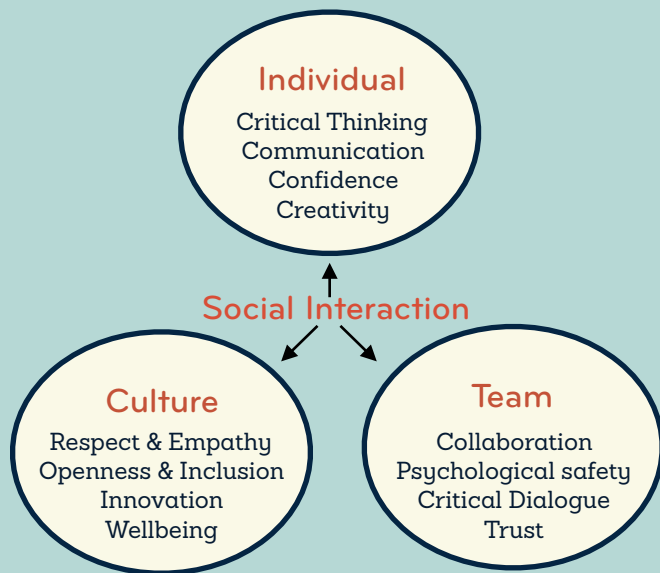 Individual
Critical Thinking
Communication
Confidence
Creativity
Social Interaction
Culture
Respect & Empathy
Openness & Inclusion
Innovation
Wellbeing
Team
Collaboration
Psychological safety
Critical Dialogue
Trust